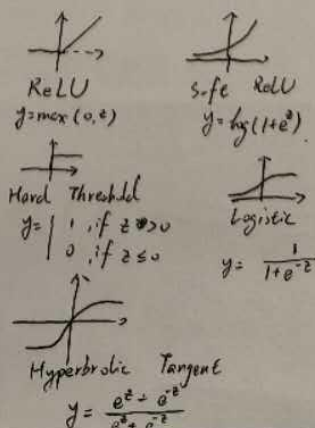 ReLU
y=max(0,z)
Soft ReLU
y=log(1+e^z)
Hard Threshold
y= | 1, if z>0
0, if z≤0
Logistic
y= 1/(1+e^-z)
Hyperbolic Tangent
y= (e^z - e^-z)/(e^z + e^-z)